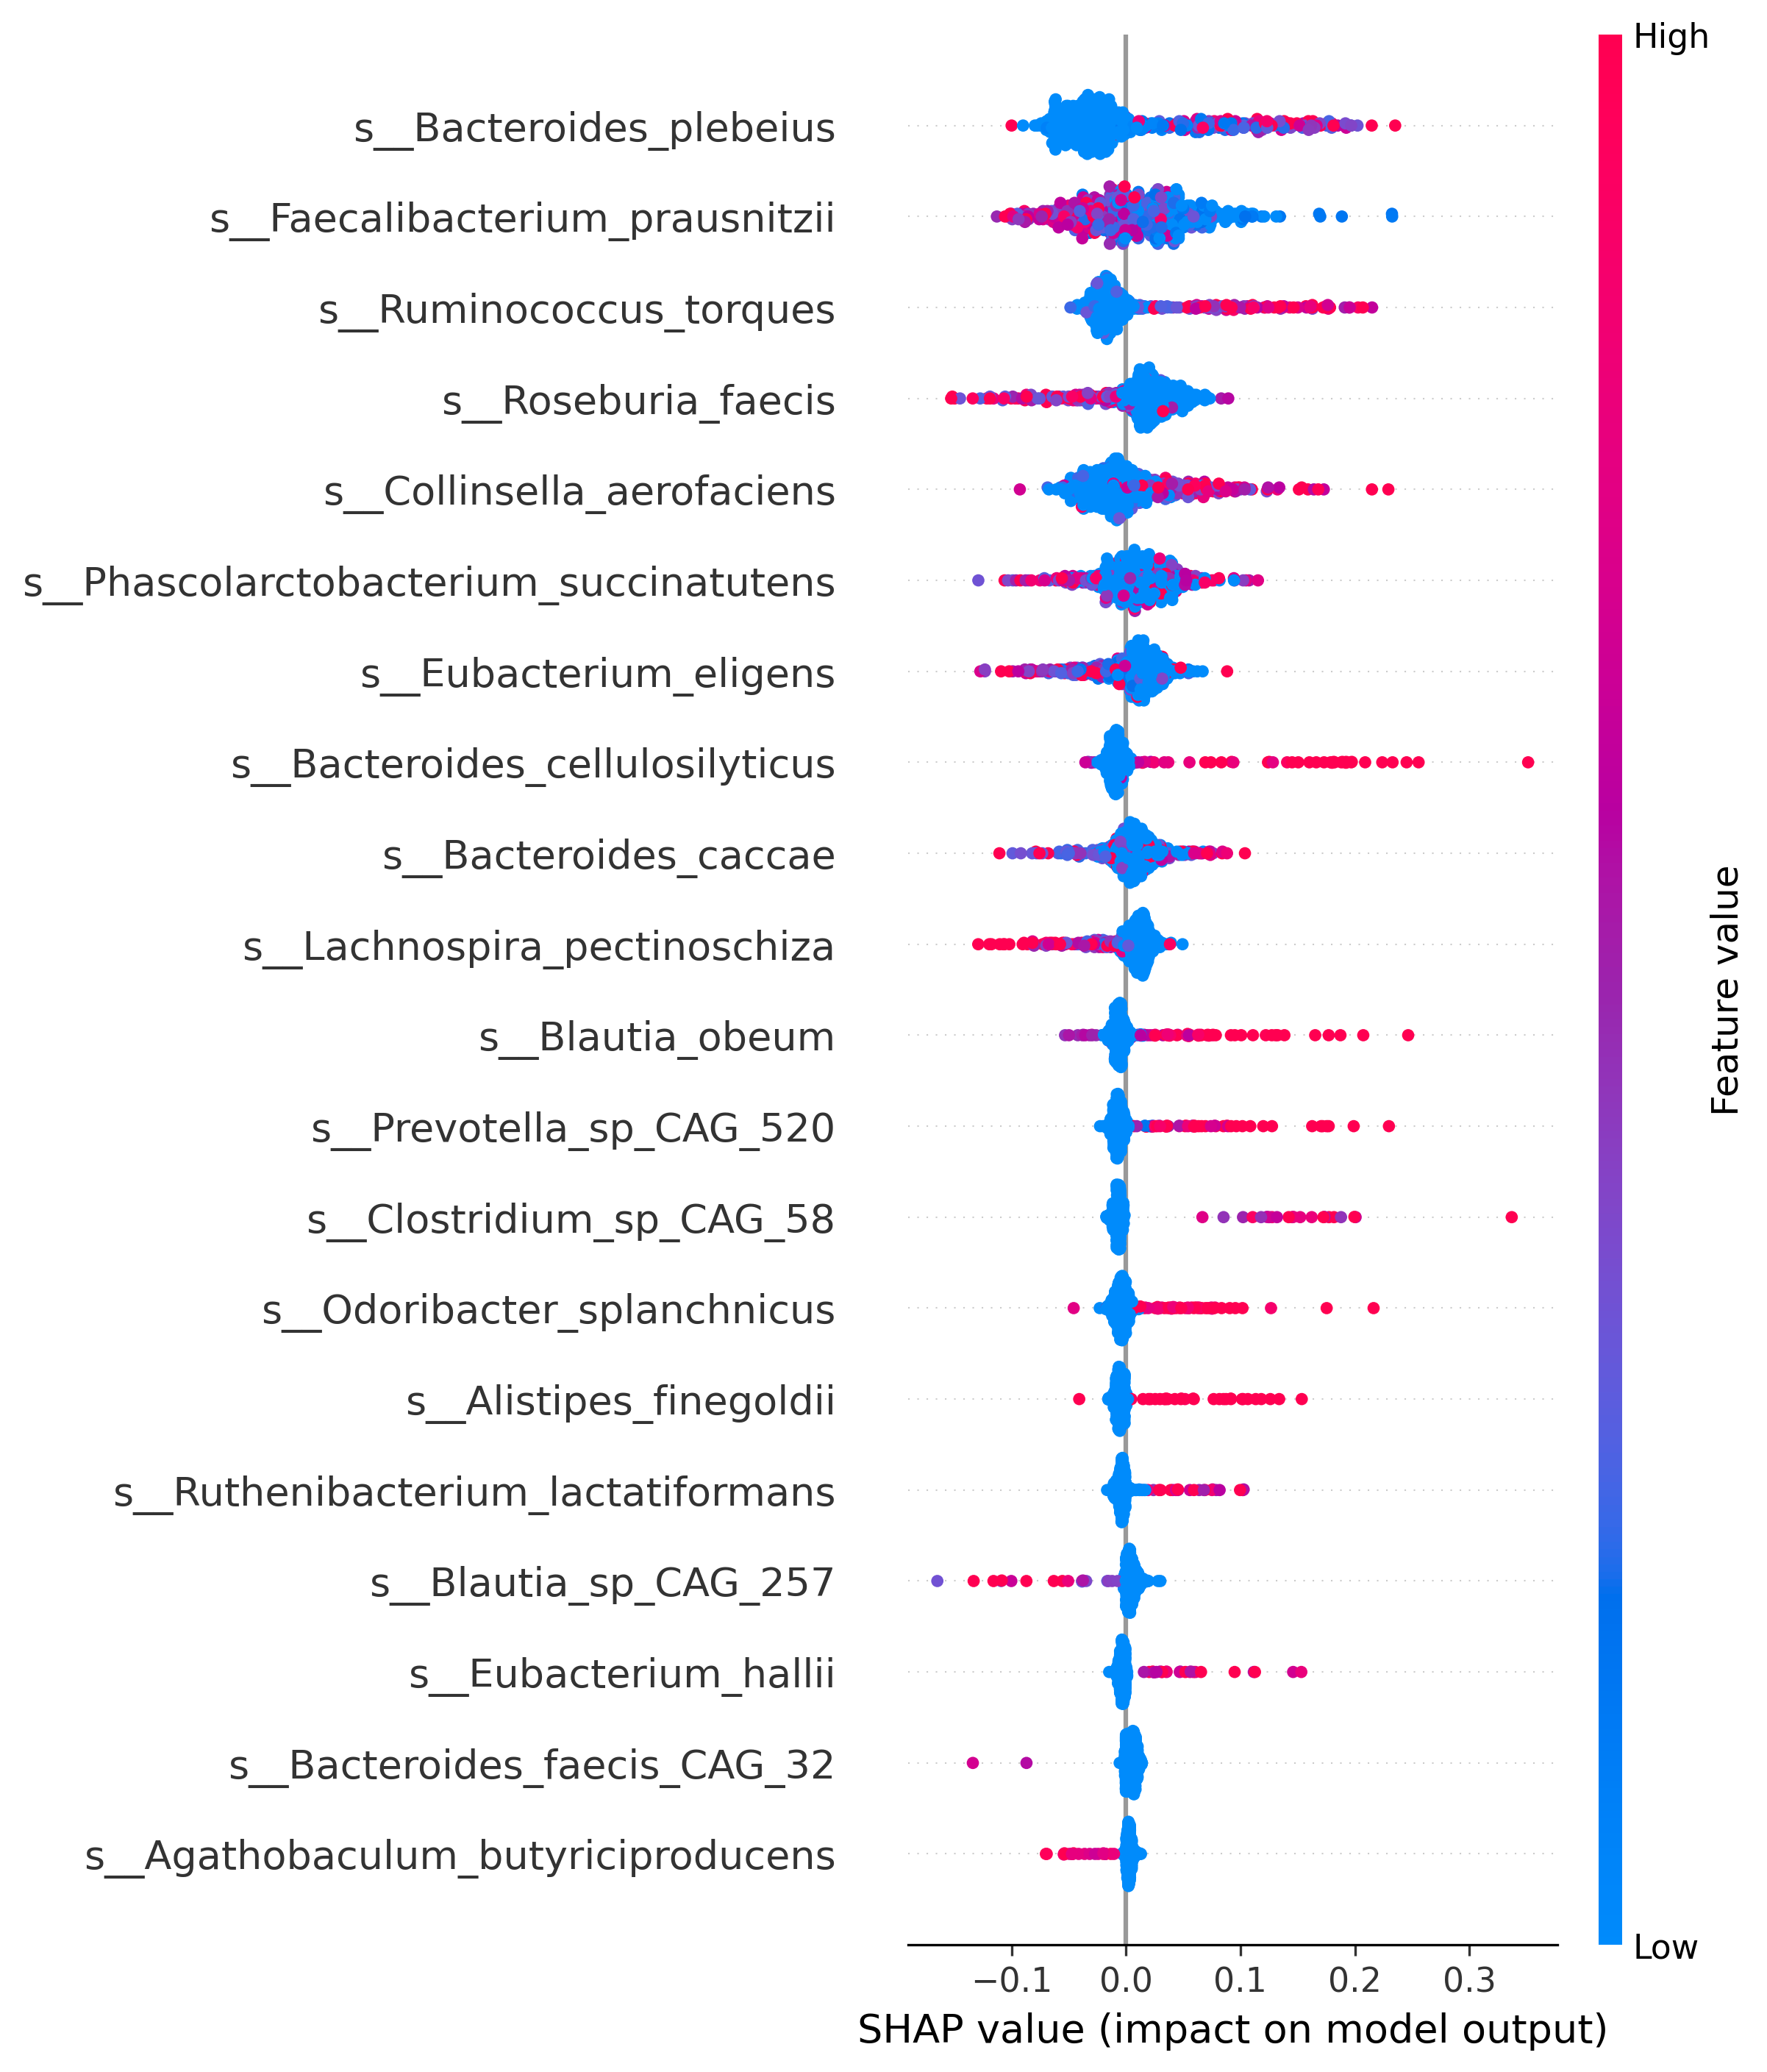 High
s__Bacteroides_plebeius
s__Faecalibacterium_prausnitzii
s__Ruminococcus_torques
s__Roseburia_faecis
s__Collinsella_aerofaciens
s__Phascolarctobacterium_succinatutens
s__Eubacterium_eligens
s__Bacteroides_cellulosilyticus
s__Bacteroides_caccae
s__Lachnospira_pectinoschiza
s__Blautia_obeum
s__Prevotella_sp_CAG_520
s__Clostridium_sp_CAG_58
s__Odoribacter_splanchnicus
s__Alistipes_finegoldii
s__Ruthenibacterium_lactatiformans
s__Blautia_sp_CAG_257
s__Eubacterium_hallii
s__Bacteroides_faecis_CAG_32
s__Agathobaculum_butyriciproducens
Feature value
Low
−0.1 0.0 0.1 0.2 0.3
SHAP value (impact on model output)